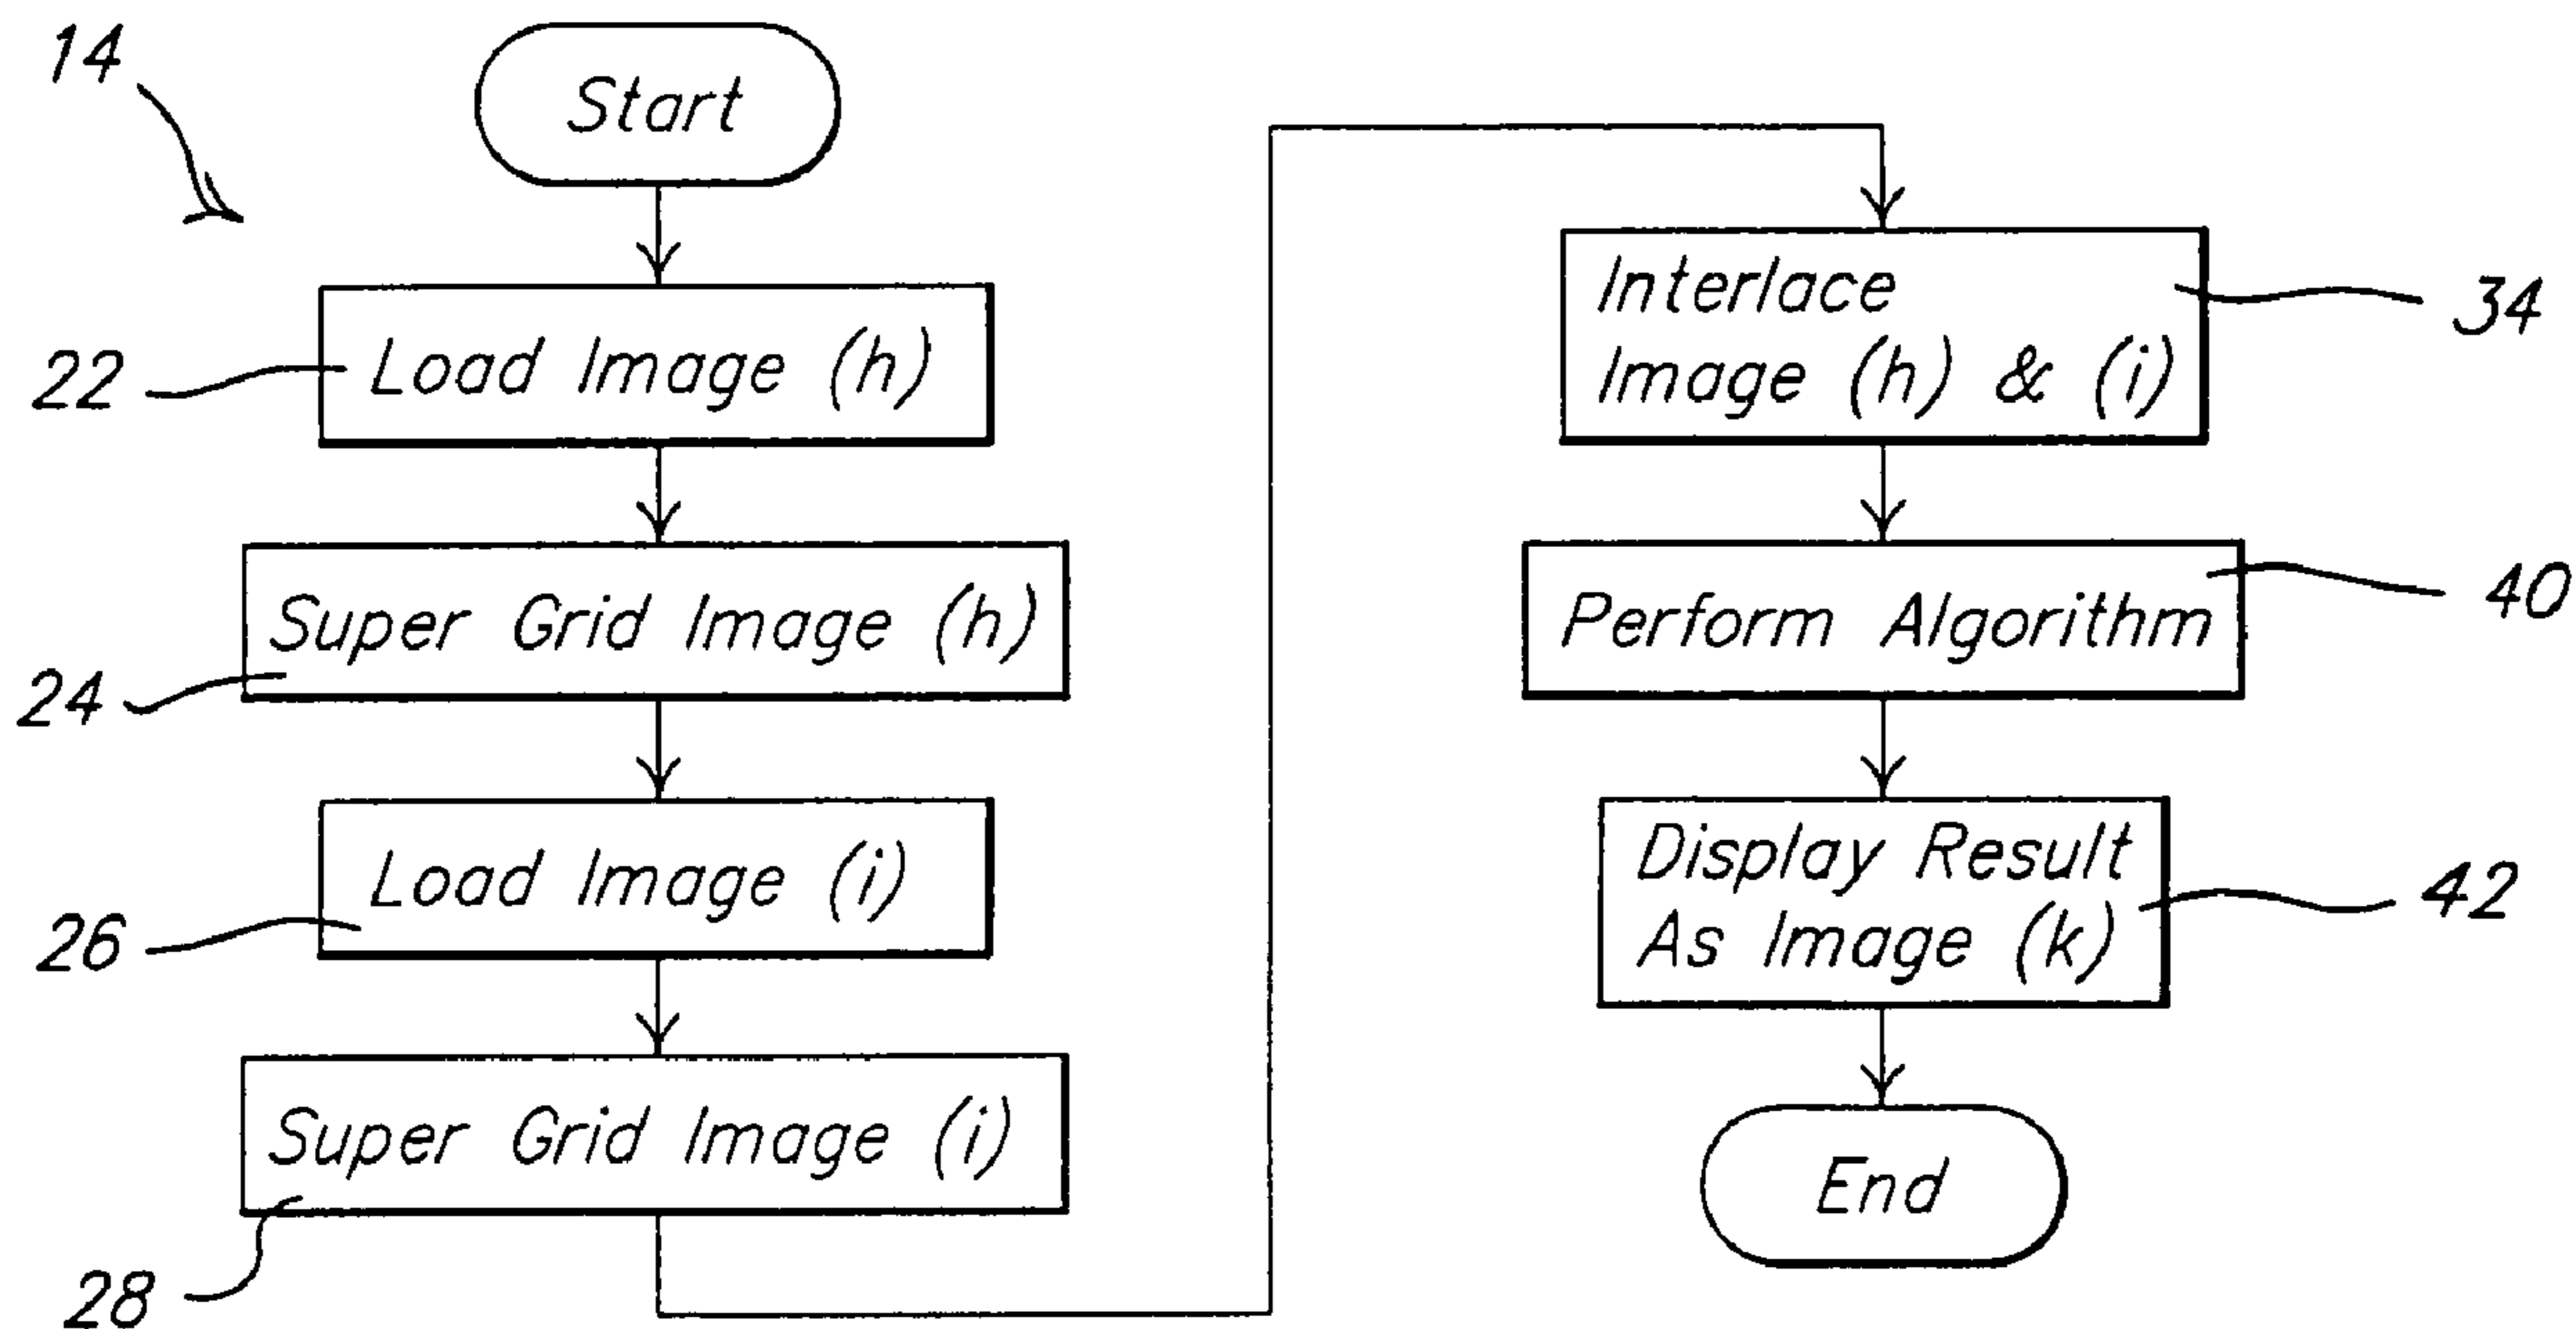 14
Start
22
Load Image (h)
24
Super Grid Image (h)
26
Load Image (i)
28
Super Grid Image (i)
Interlace
Image (h) & (i)
34
Perform Algorithm
40
Display Result
As Image (k)
42
End